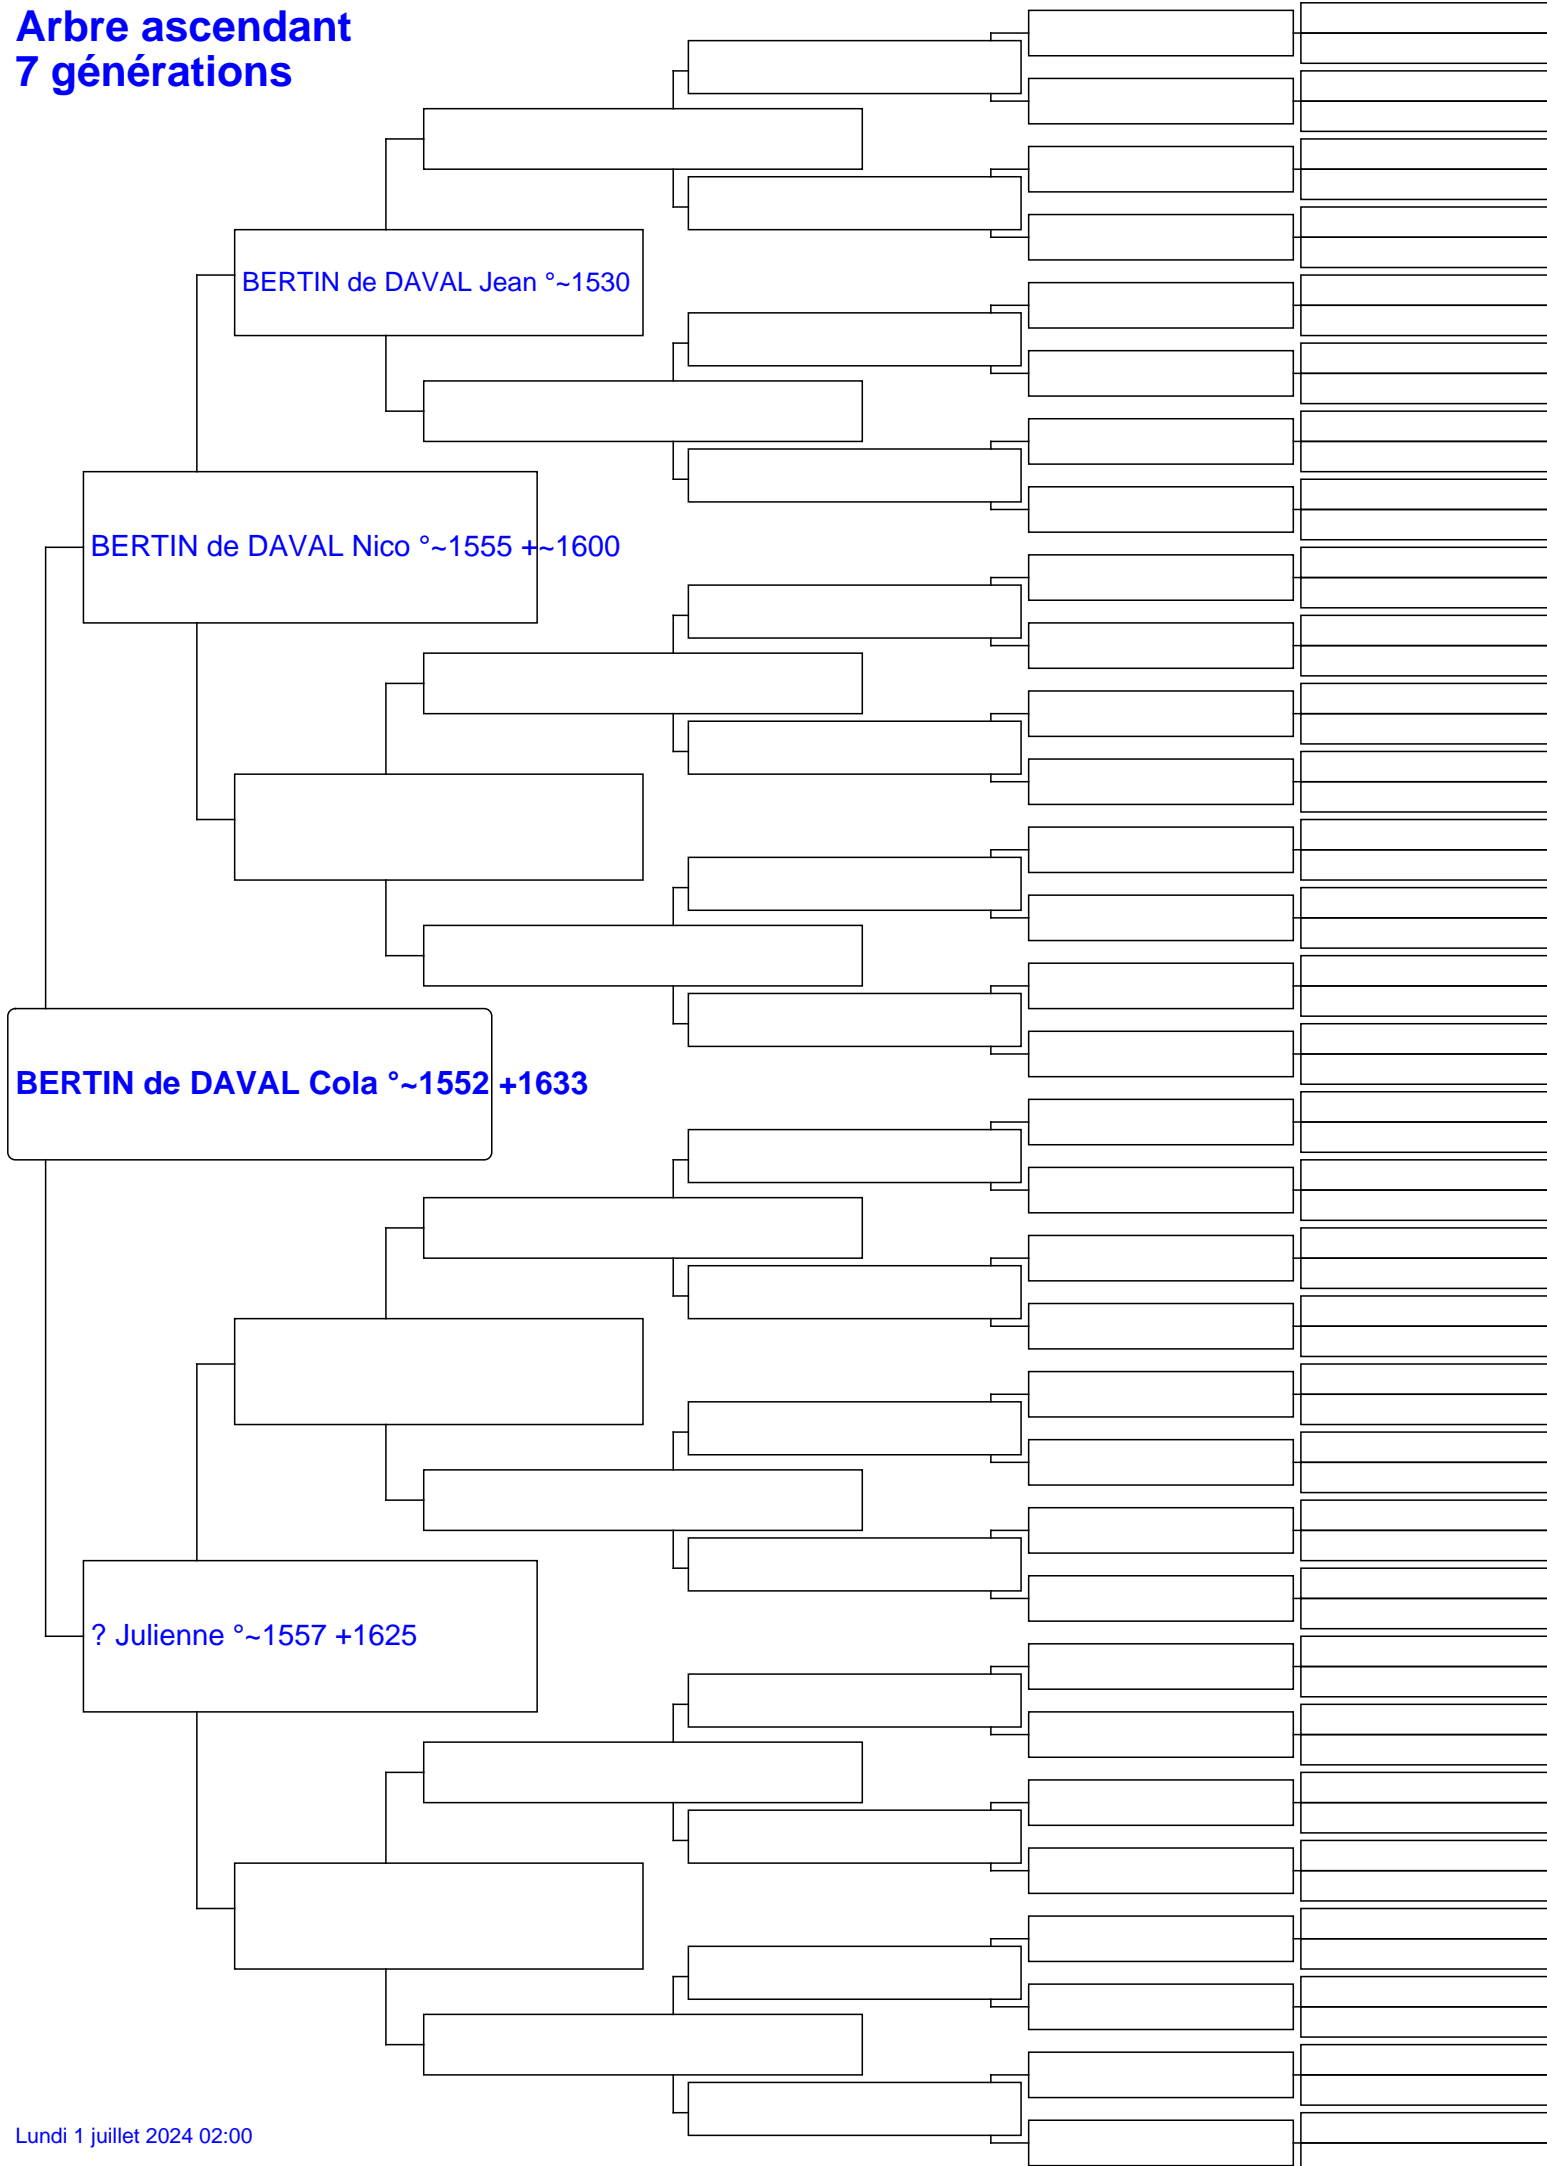 Arbre ascendant
7 générations
BERTIN de DAVAL Jean °~1530
BERTIN de DAVAL Nico °~1555 +~1600
BERTIN de DAVAL Cola °~1552 +1633
? Julienne °~1557 +1625
Lundi 1 juillet 2024 02:00